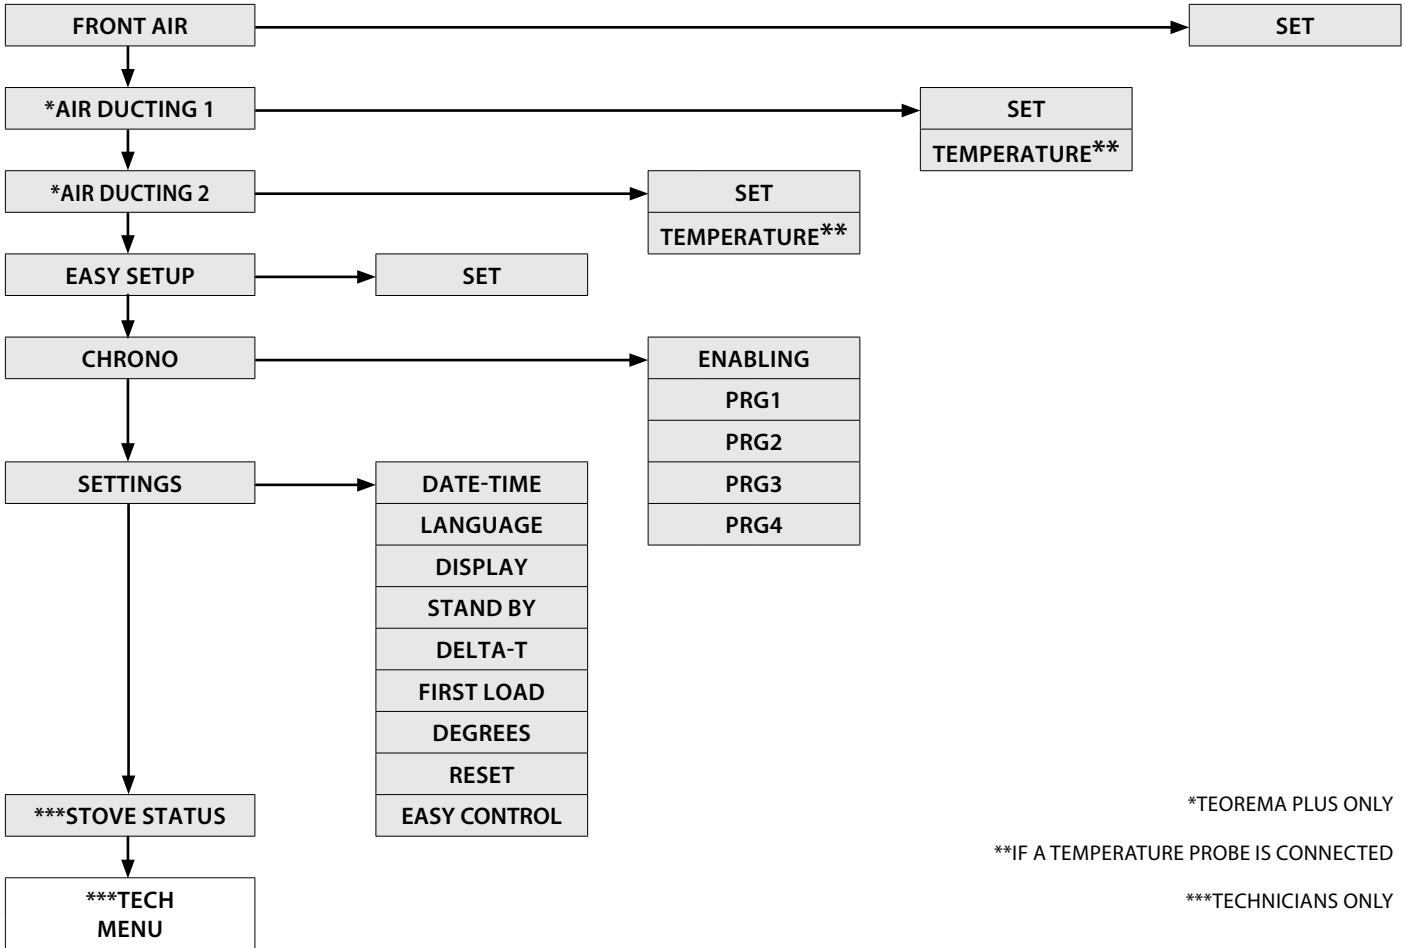 FRONT AIR
SET
*AIR DUCTING 1
SET
TEMPERATURE**
*AIR DUCTING 2
SET
TEMPERATURE**
EASY SETUP
SET
CHRONO
ENABLING
PRG1
PRG2
PRG3
PRG4
SETTINGS
DATE-TIME
LANGUAGE
DISPLAY
STAND BY
DELTA-T
FIRST LOAD
DEGREES
RESET
EASY CONTROL
***STOVE STATUS
***TECH
MENU
*TEOREMA PLUS ONLY
**IF A TEMPERATURE PROBE IS CONNECTED
***TECHNICIANS ONLY